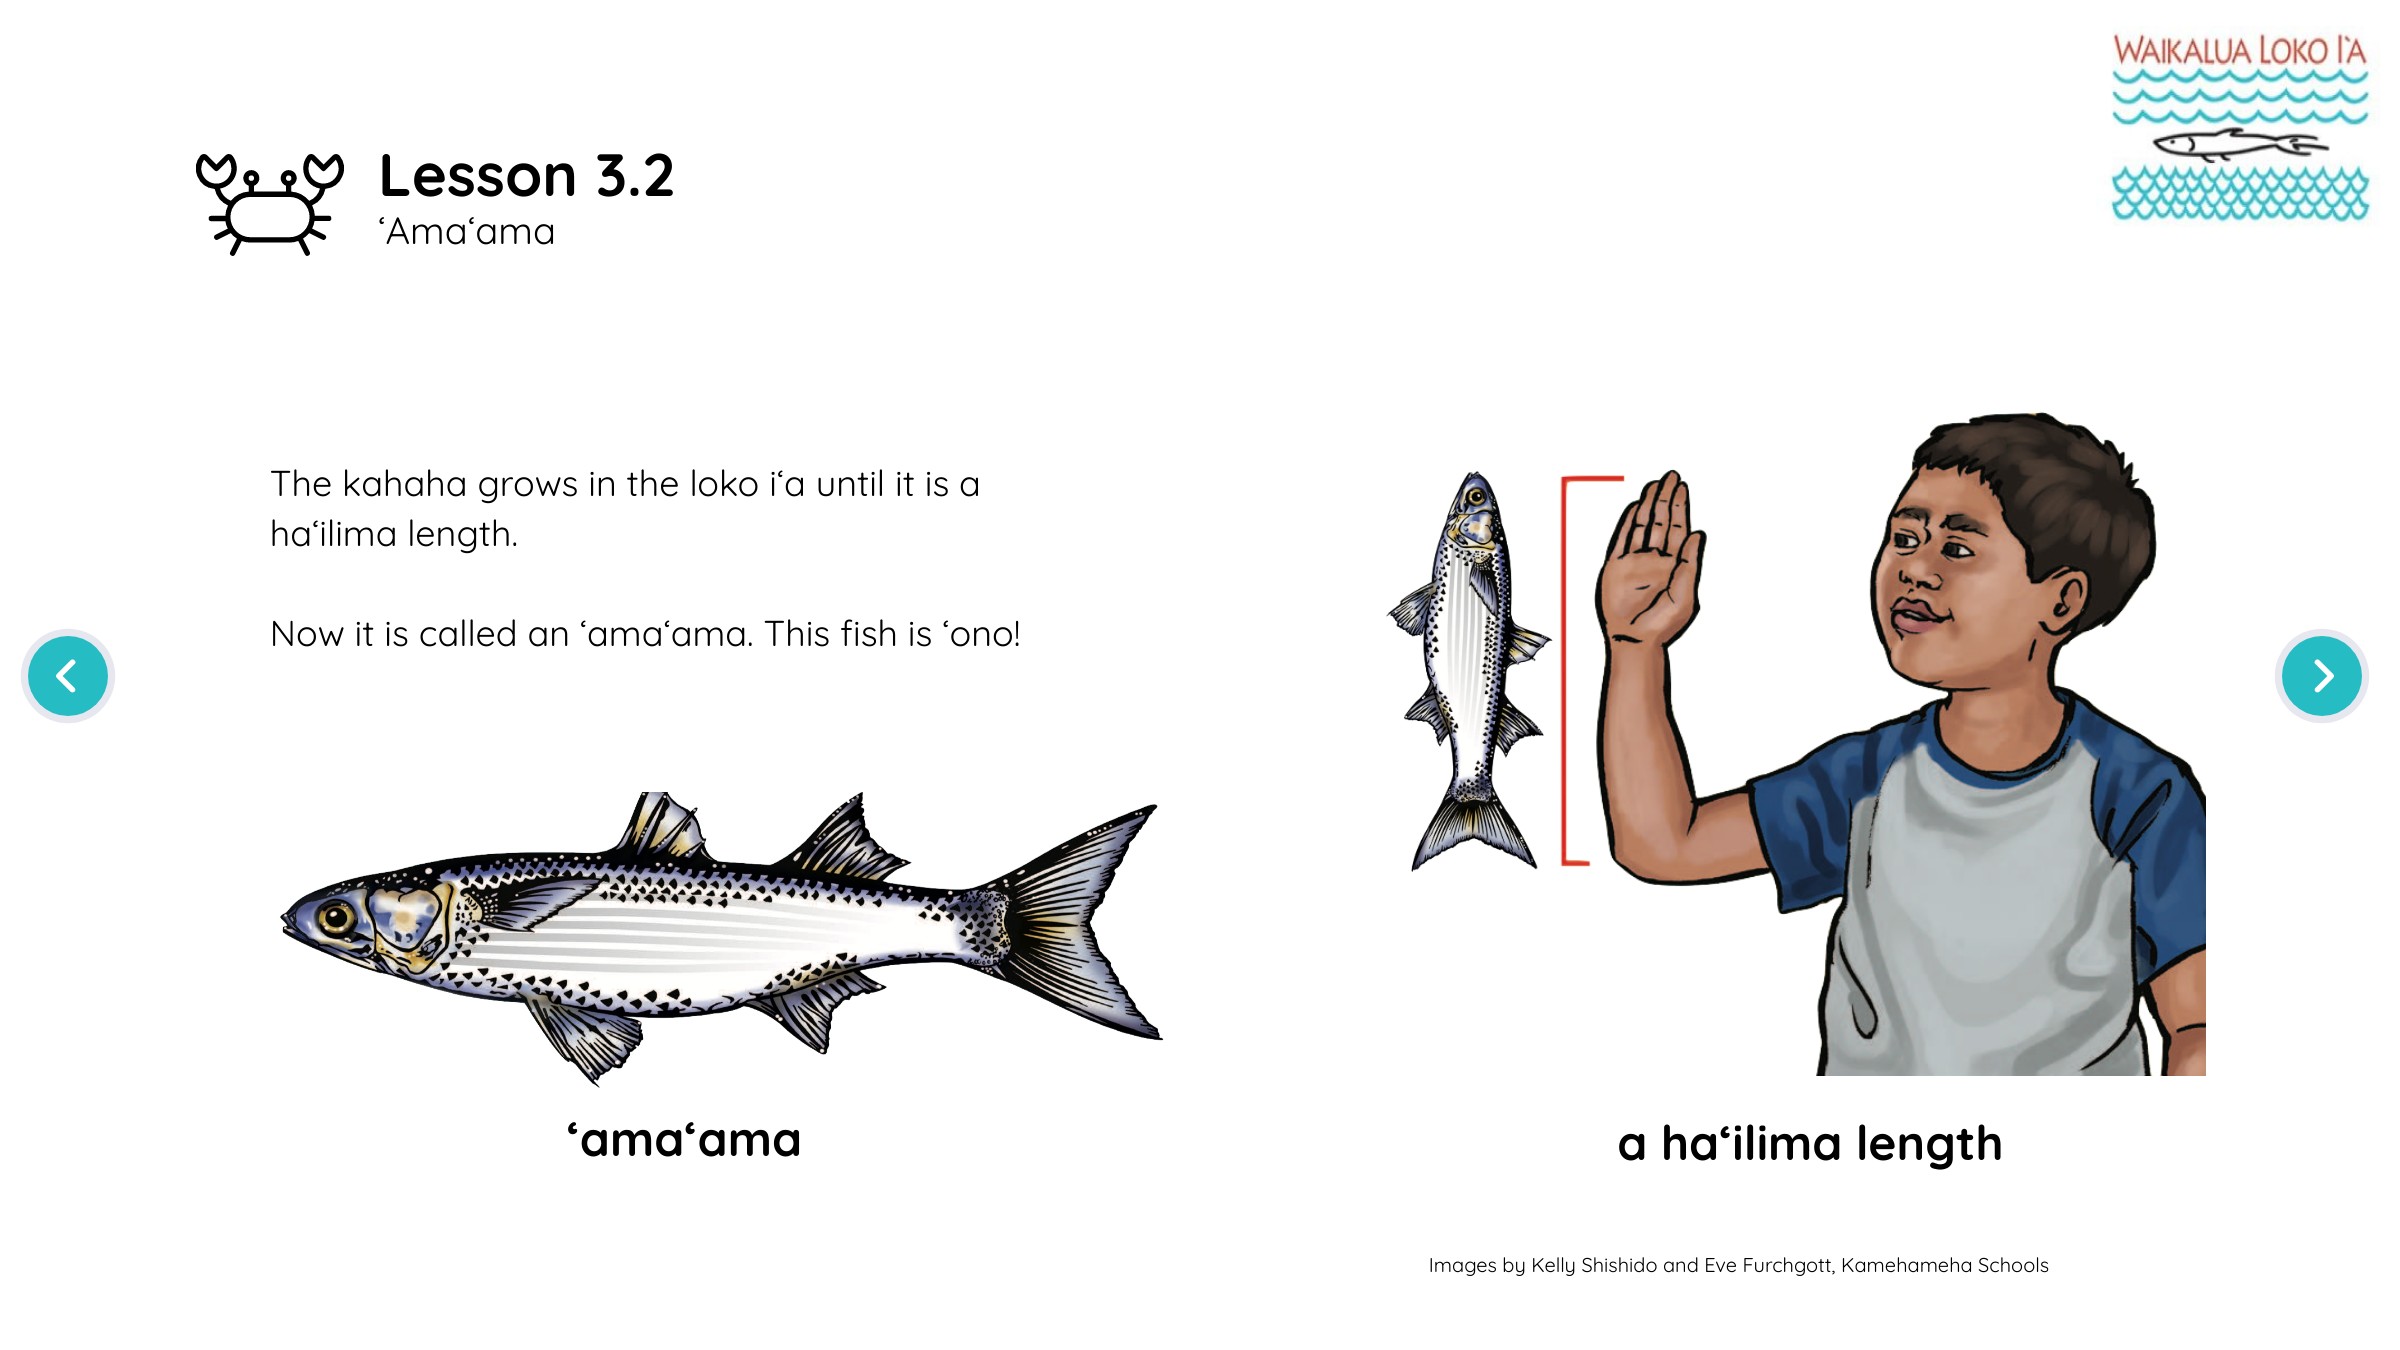 WAIKALUA LOKO I'A
Lesson 3.2
ʻAmaʻama
The kahaha grows in the loko iʻa until it is a
haʻilima length.
Now it is called an ʻamaʻama. This fish is ʻono!
ʻamaʻama
a haʻilima length
Images by Kelly Shishido and Eve Furchgott, Kamehameha Schools